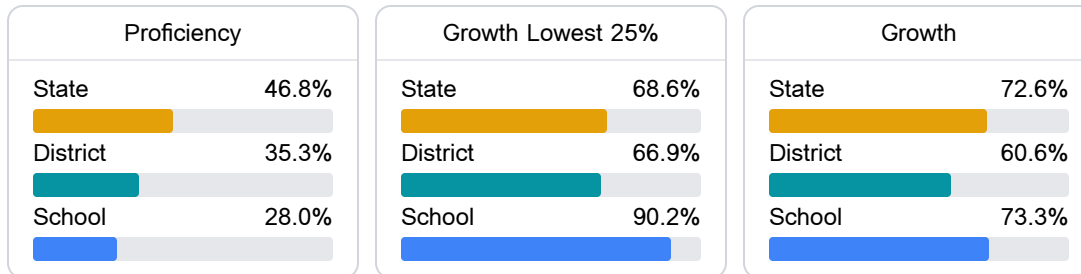 Proficiency
State 46.8%
District 35.3%
School 28.0%
Growth Lowest 25%
State 68.6%
District 66.9%
School 90.2%
Growth
State 72.6%
District 60.6%
School 73.3%